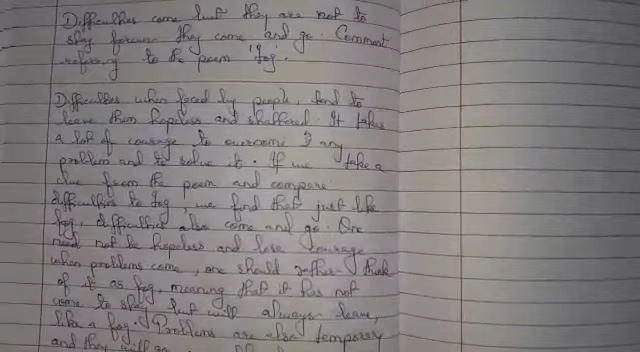 Difficulties come but they are not to
stay forever they come and go. Comment
refering to the poem 'fog'.
Difficulties when faced by people, tend to
leave them hopeless and shattered. It takes
a lot of courage to overcome any
problem and to solve it. If we take a
clue from the poem and compare
difficulties to fog, we find that just like
fog, difficulties also come and go. One
need not be hopeless and lose courage
when problems come, one should rather think
of it as fog, meaning that it has not
come to stay but will always leave,
like a fog. Problems are also temporary
and they will go